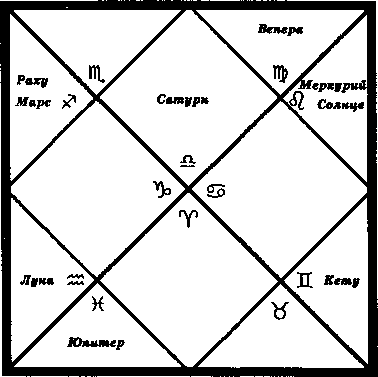 Венера
Раху
Марс ♐
♏
Сатурн
♍
♌
Меркурий
Солнце
♎
♑ ♋
♈
Луна ♒
♓
♊ Кету
♉
Юпитер